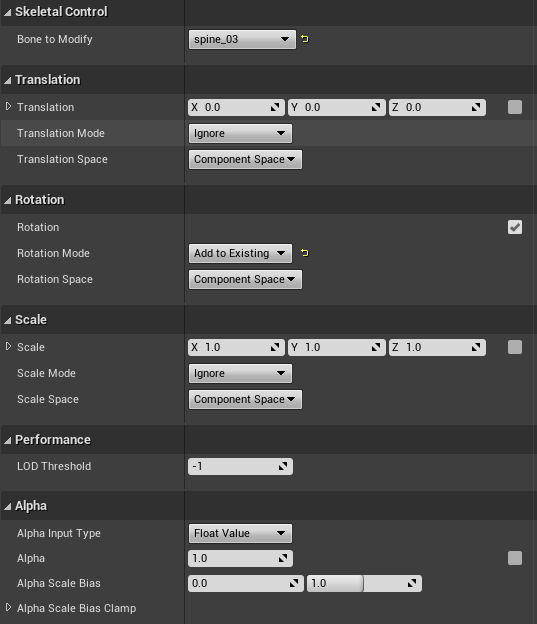 Skeletal Control
Bone to Modify spine_03
Translation
Translation X 0.0 Y 0.0 Z 0.0
Translation Mode Ignore
Translation Space Component Space
Rotation
Rotation
Rotation Mode Add to Existing
Rotation Space Component Space
Scale
Scale X 1.0 Y 1.0 Z 1.0
Scale Mode Ignore
Scale Space Component Space
Performance
LOD Threshold -1
Alpha
Alpha Input Type Float Value
Alpha 1.0
Alpha Scale Bias 0.0 1.0
Alpha Scale Bias Clamp